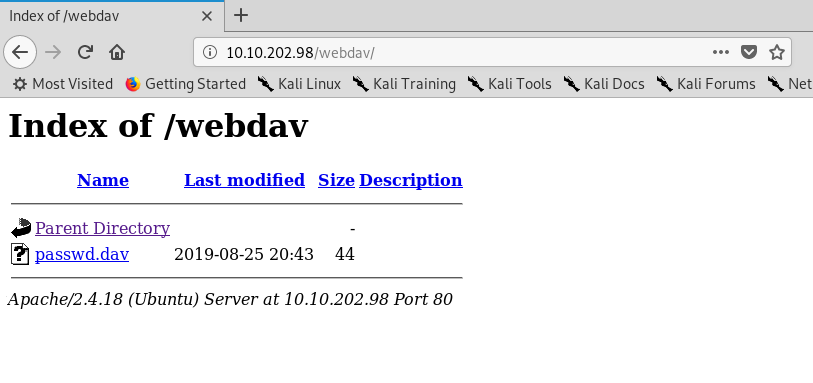 Index of /webdav
10.10.202.98/webdav/
Most Visited Getting Started Kali Linux Kali Training Kali Tools Kali Docs Kali Forums Net
Index of /webdav
Name Last modified Size Description
Parent Directory -
passwd.dav 2019-08-25 20:43 44
Apache/2.4.18 (Ubuntu) Server at 10.10.202.98 Port 80